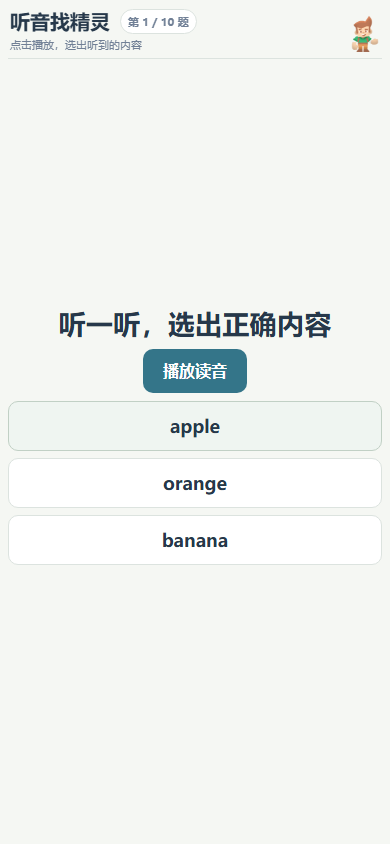 听音找精灵
第 1 / 10 题
点击播放，选出听到的内容
听一听，选出正确内容
播放读音
apple
orange
banana